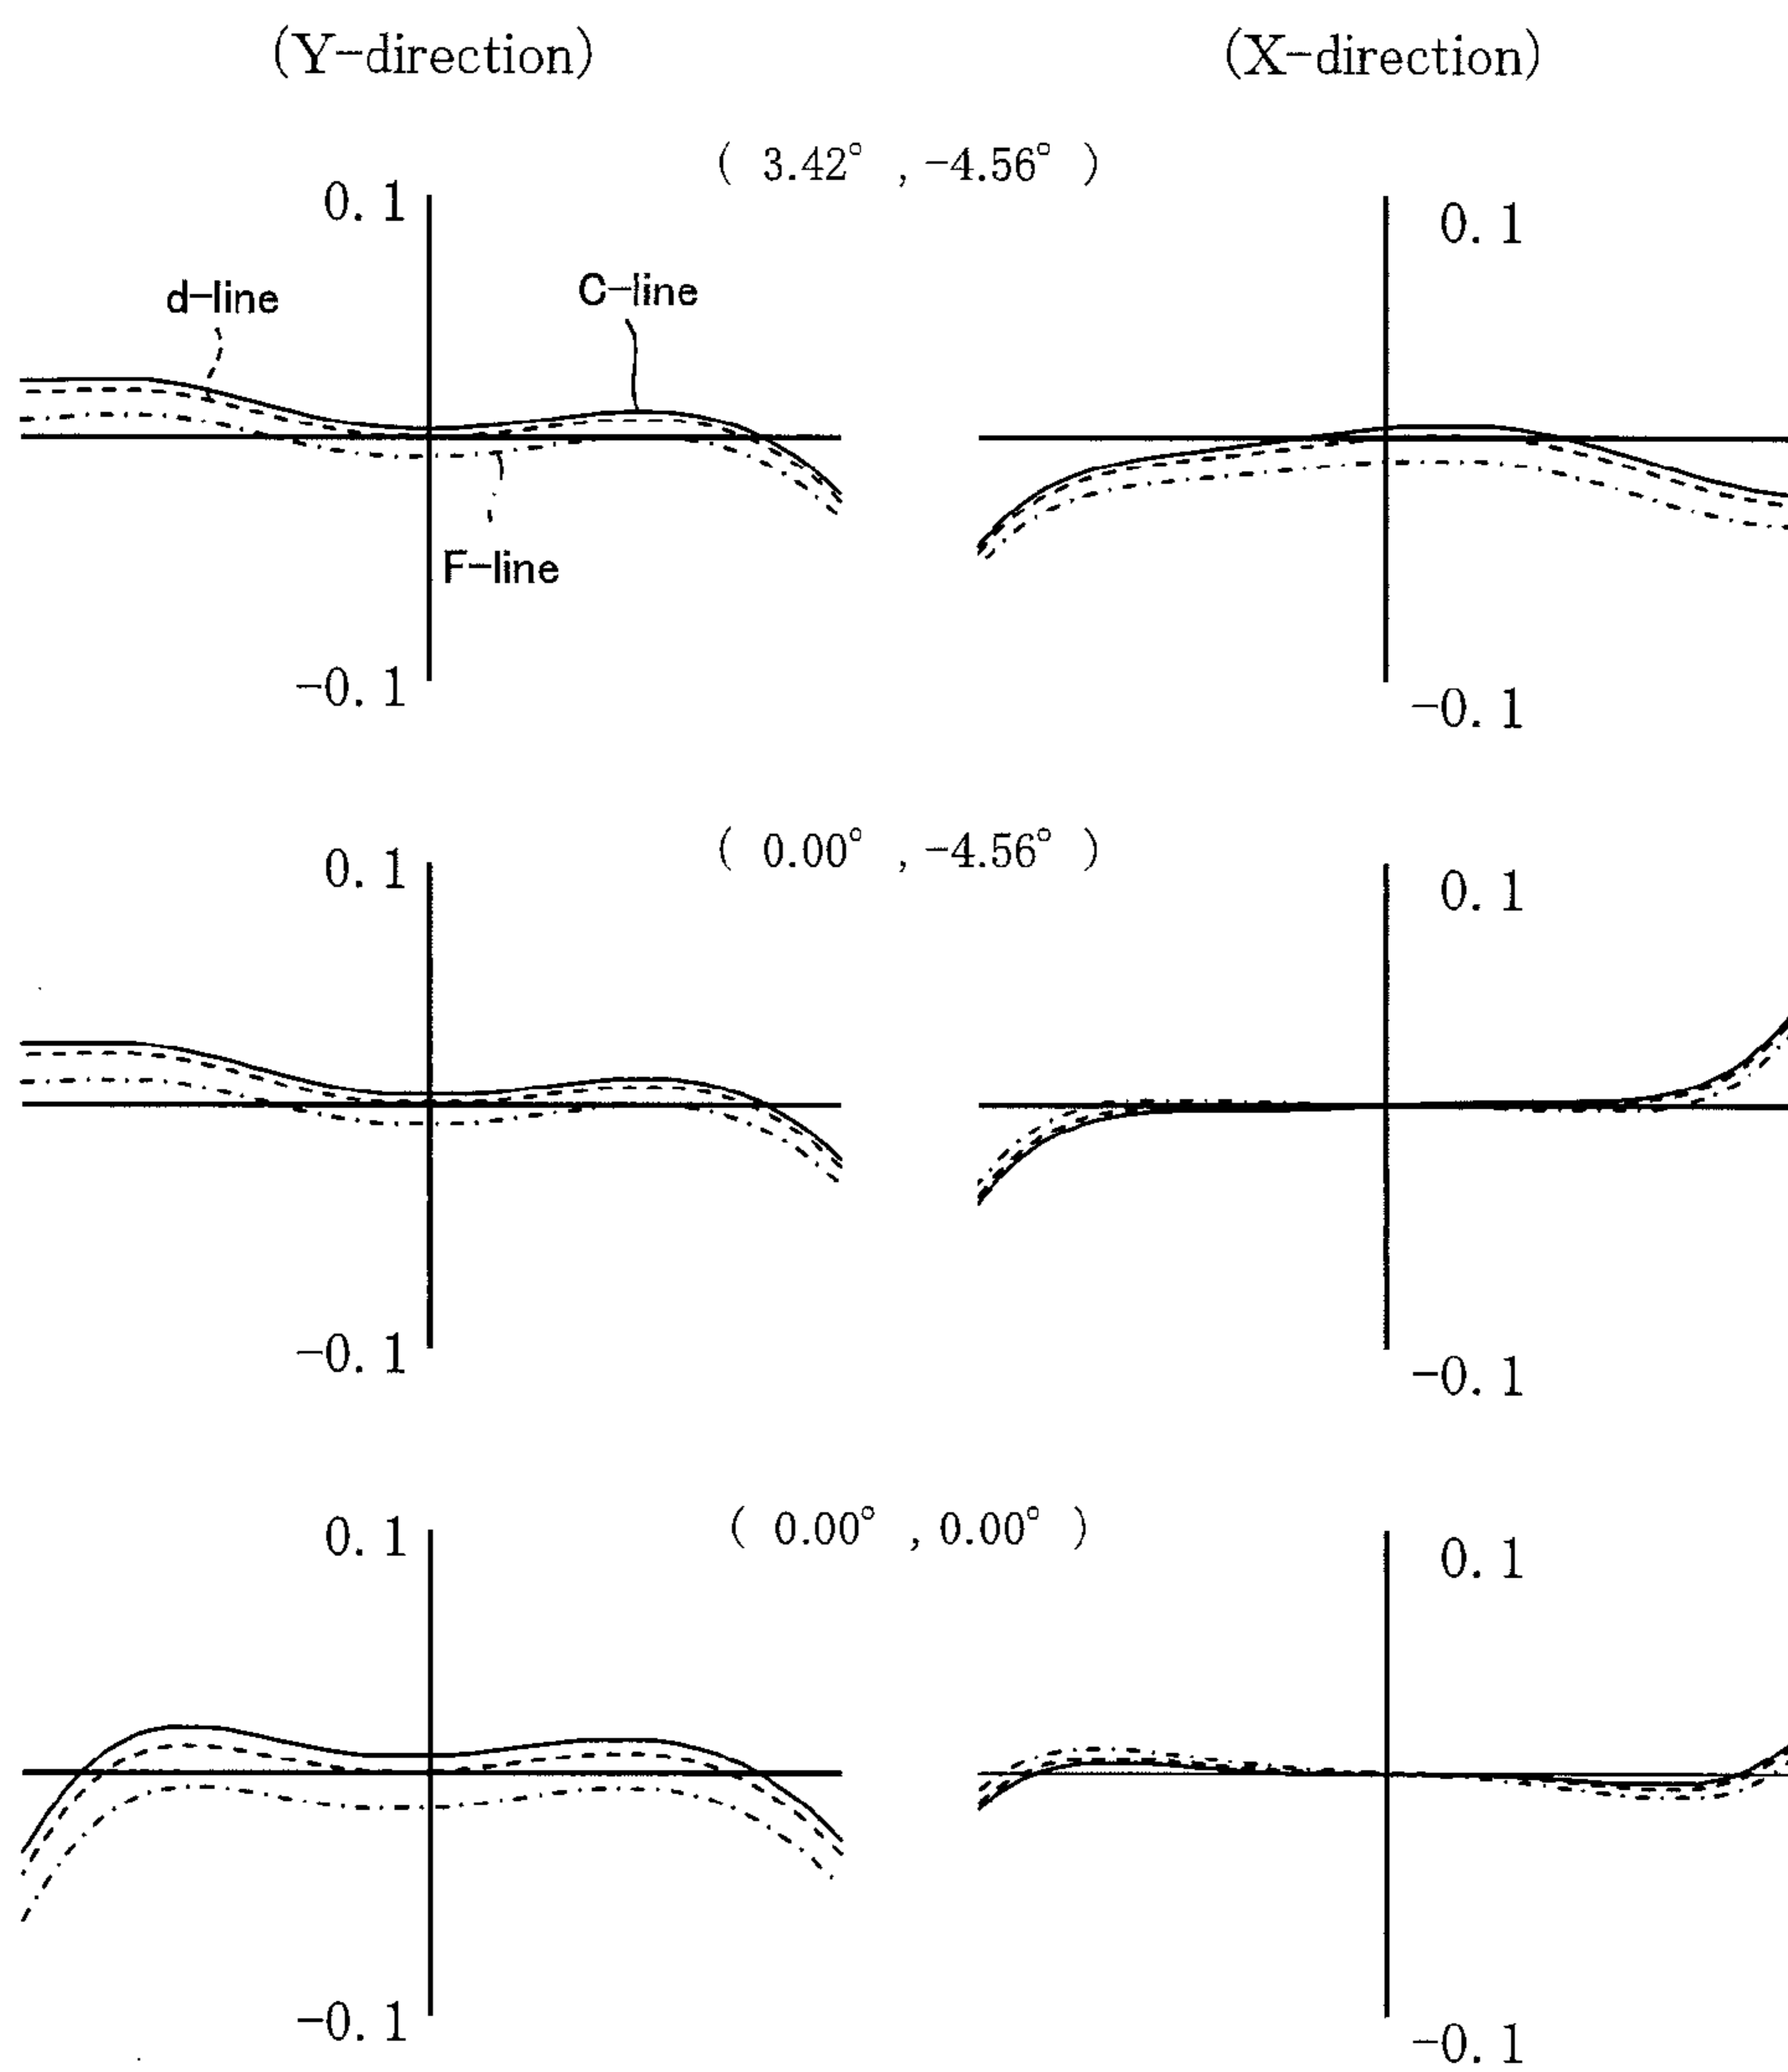 (Y-direction) (X-direction)
( 3.42° , -4.56° )
0.1 0.1
d-line C-line
F-line
-0.1 -0.1
( 0.00° , -4.56° )
0.1 0.1
-0.1 -0.1
( 0.00° , 0.00° )
0.1 0.1
-0.1 -0.1